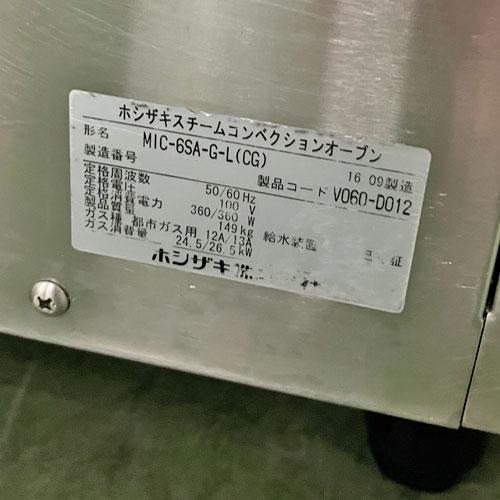 ホシザキスチームコンベクションオーブン
形名 MIC-6SA-G-L(CG) 16 09製造
製造番号 製品コード V060-D012
定格周波数 50/60 Hz
定格電圧 100 V
定格消費電力 360/360 W
製品質量 149kg
ガス種 都市ガス用 12A/13A 給水装置 証
ガス消費量 24.5/26.5kW
ホシザキ